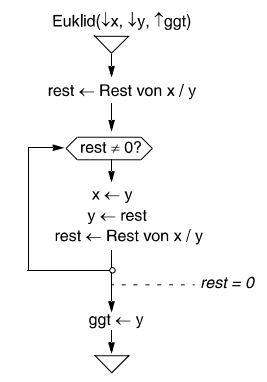 Euklid(↓x, ↓y, ↑ggt)
rest ← Rest von x / y
rest ≠ 0?
x ← y
y ← rest
rest ← Rest von x / y
rest = 0
ggt ← y